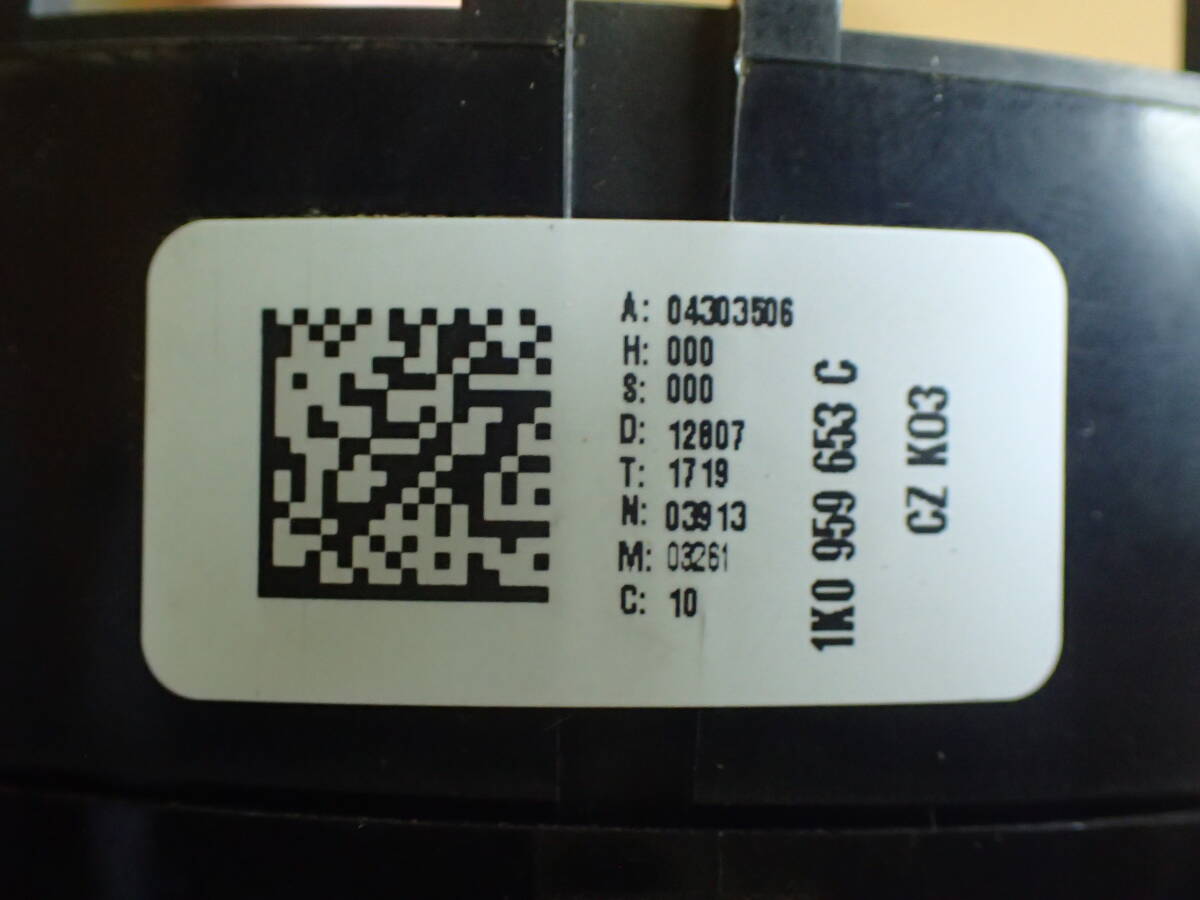 A: 04303506
H: 000
S: 000
D: 12807
T: 1719
N: 03913
M: 03261
C: 10
1K0 959 653 C
CZ K03